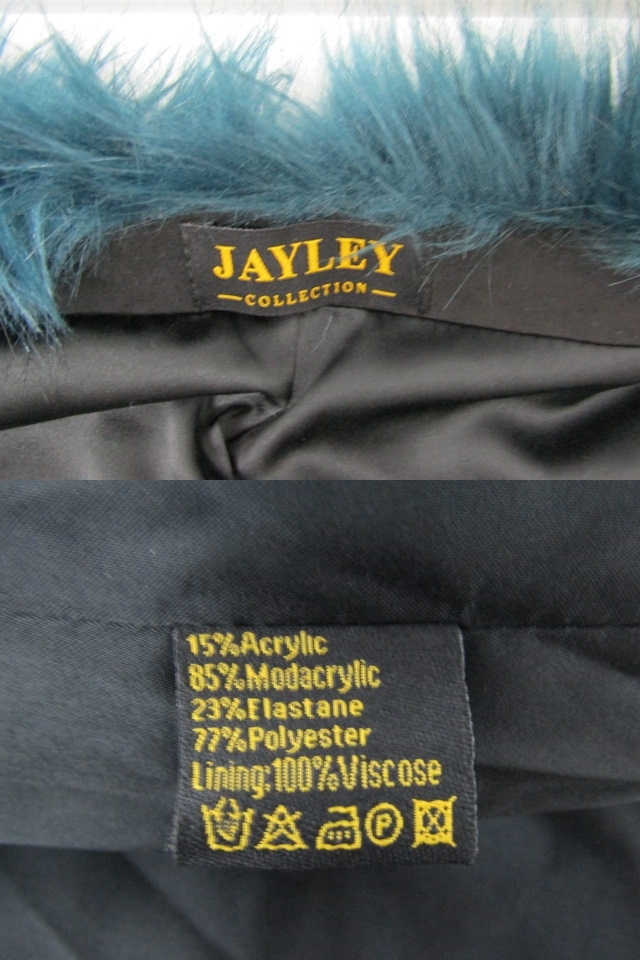 JAYLEY
COLLECTION
15%Acrylic
85%Modacrylic
23%Elastane
77%Polyester
Lining:100%Viscose
P